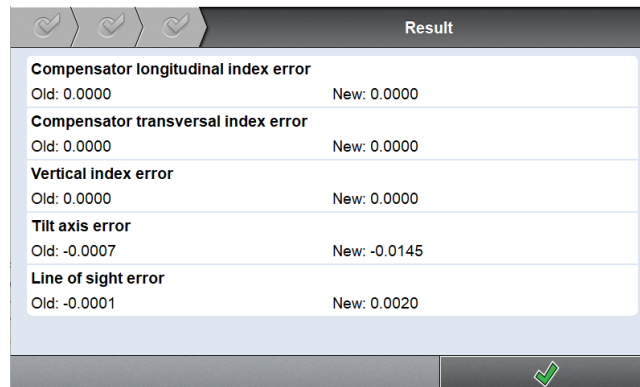 Result
Compensator longitudinal index error
Old: 0.0000 New: 0.0000
Compensator transversal index error
Old: 0.0000 New: 0.0000
Vertical index error
Old: 0.0000 New: 0.0000
Tilt axis error
Old: -0.0007 New: -0.0145
Line of sight error
Old: -0.0001 New: 0.0020